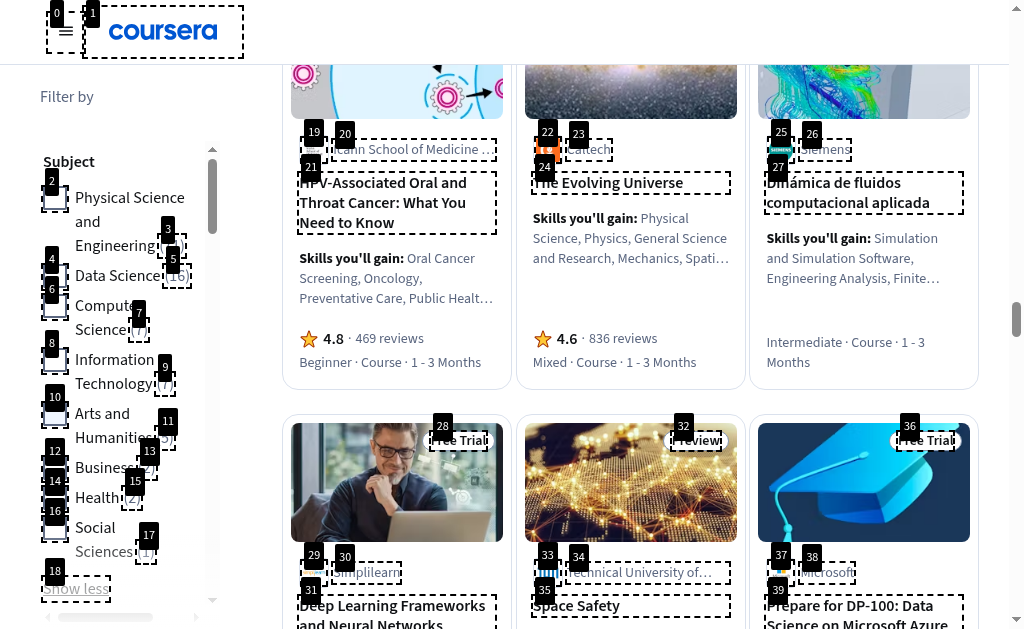 coursera
Filter by
Subject
Physical Science
and
Engineering
Data Science (16)
Computer
Science (7)
Information
Technology (7)
Arts and
Humanities
Business
Health (2)
Social
Sciences (1)
Show less
Icahn School of Medicine ...
HPV-Associated Oral and
Throat Cancer: What You
Need to Know
Skills you'll gain: Oral Cancer
Screening, Oncology,
Preventative Care, Public Healt…
4.8 · 469 reviews
Beginner · Course · 1 - 3 Months
Caltech
The Evolving Universe
Skills you'll gain: Physical
Science, Physics, General Science
and Research, Mechanics, Spati…
4.6 · 836 reviews
Mixed · Course · 1 - 3 Months
SIEMENS
Siemens
Dinámica de fluidos
computacional aplicada
Skills you'll gain: Simulation
and Simulation Software,
Engineering Analysis, Finite…
Intermediate · Course · 1 - 3
Months
Free Trial
Simplilearn
Deep Learning Frameworks
and Neural Networks
Preview
Technical University of…
Space Safety
Free Trial
Microsoft
Prepare for DP-100: Data
Science on Microsoft Azure
0
1
2
3
4
5
6
7
8
9
10
11
12
13
14
15
16
17
18
19
20
21
22
23
24
25
26
27
28
29
30
31
32
33
34
35
36
37
38
39